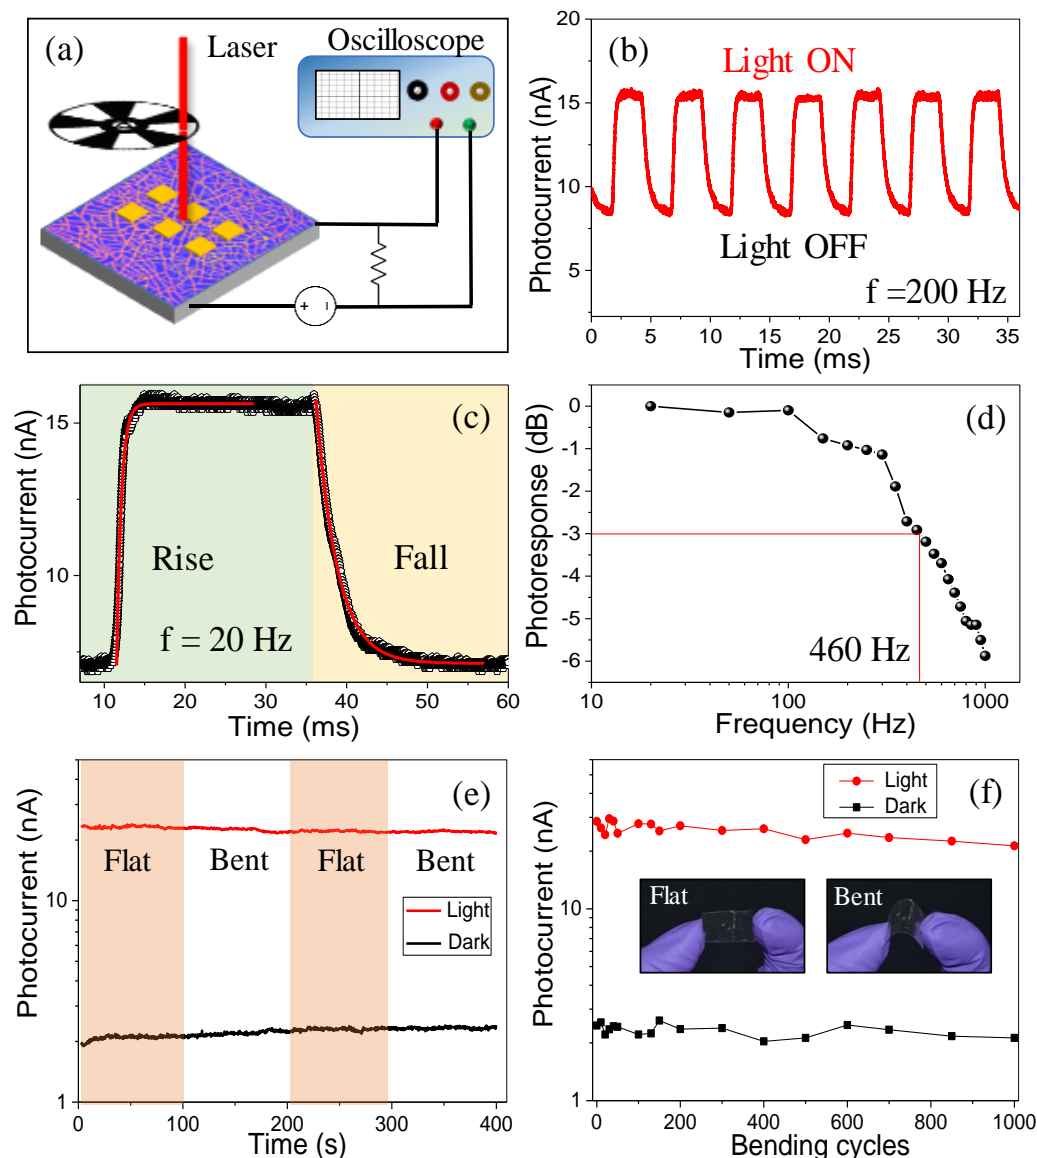 (a)
Laser
Oscilloscope
+ -
(b)
Light ON
Light OFF
f =200 Hz
Photocurrent (nA)
20
15
10
5
0 5 10 15 20 25 30 35
Time (ms)
(c)
Rise
Fall
f = 20 Hz
Photocurrent (nA)
15
10
10 20 30 40 50 60
Time (ms)
(d)
460 Hz
Photoresponse (dB)
0
-1
-2
-3
-4
-5
-6
10 100 1000
Frequency (Hz)
(e)
Flat Bent Flat Bent
Light
Dark
Photocurrent (nA)
10
1
0 100 200 300 400
Time (s)
(f)
Light
Dark
Flat
Bent
Photocurrent (nA)
10
1
0 200 400 600 800 1000
Bending cycles